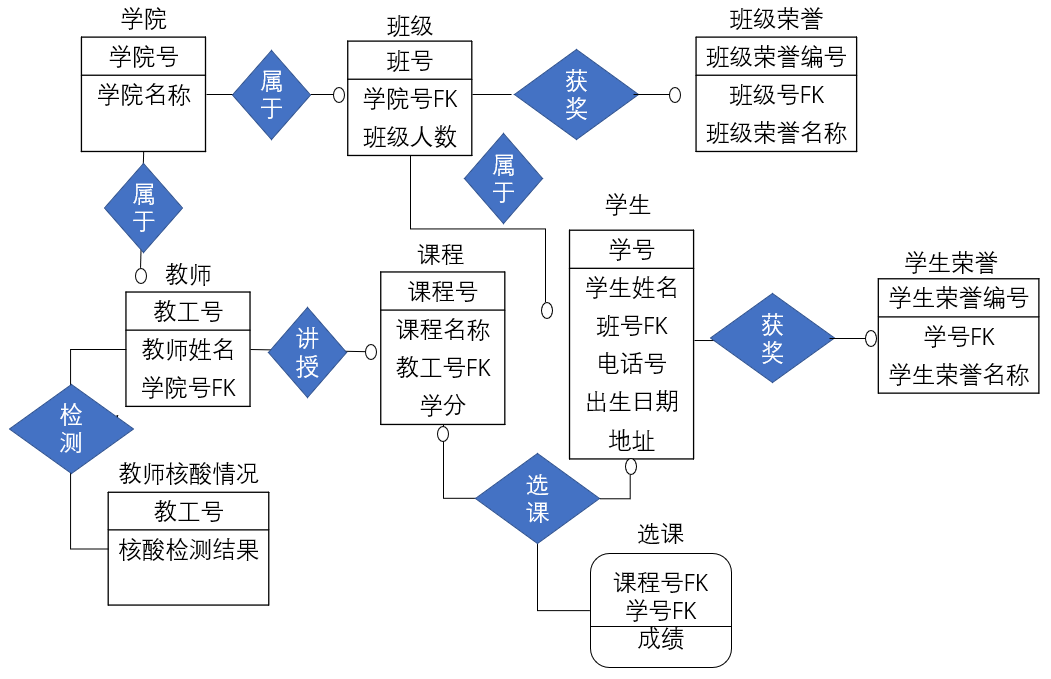 学院
学院号
学院名称
属
于
班级
班号
学院号FK
班级人数
获
奖
班级荣誉
班级荣誉编号
班级号FK
班级荣誉名称
属
于
属
于
学生
学号
学生姓名
班号FK
电话号
出生日期
地址
获
奖
学生荣誉
学生荣誉编号
学号FK
学生荣誉名称
教师
教工号
教师姓名
学院号FK
讲
授
课程
课程号
课程名称
教工号FK
学分
检
测
教师核酸情况
教工号
核酸检测结果
选
课
选课
课程号FK
学号FK
成绩